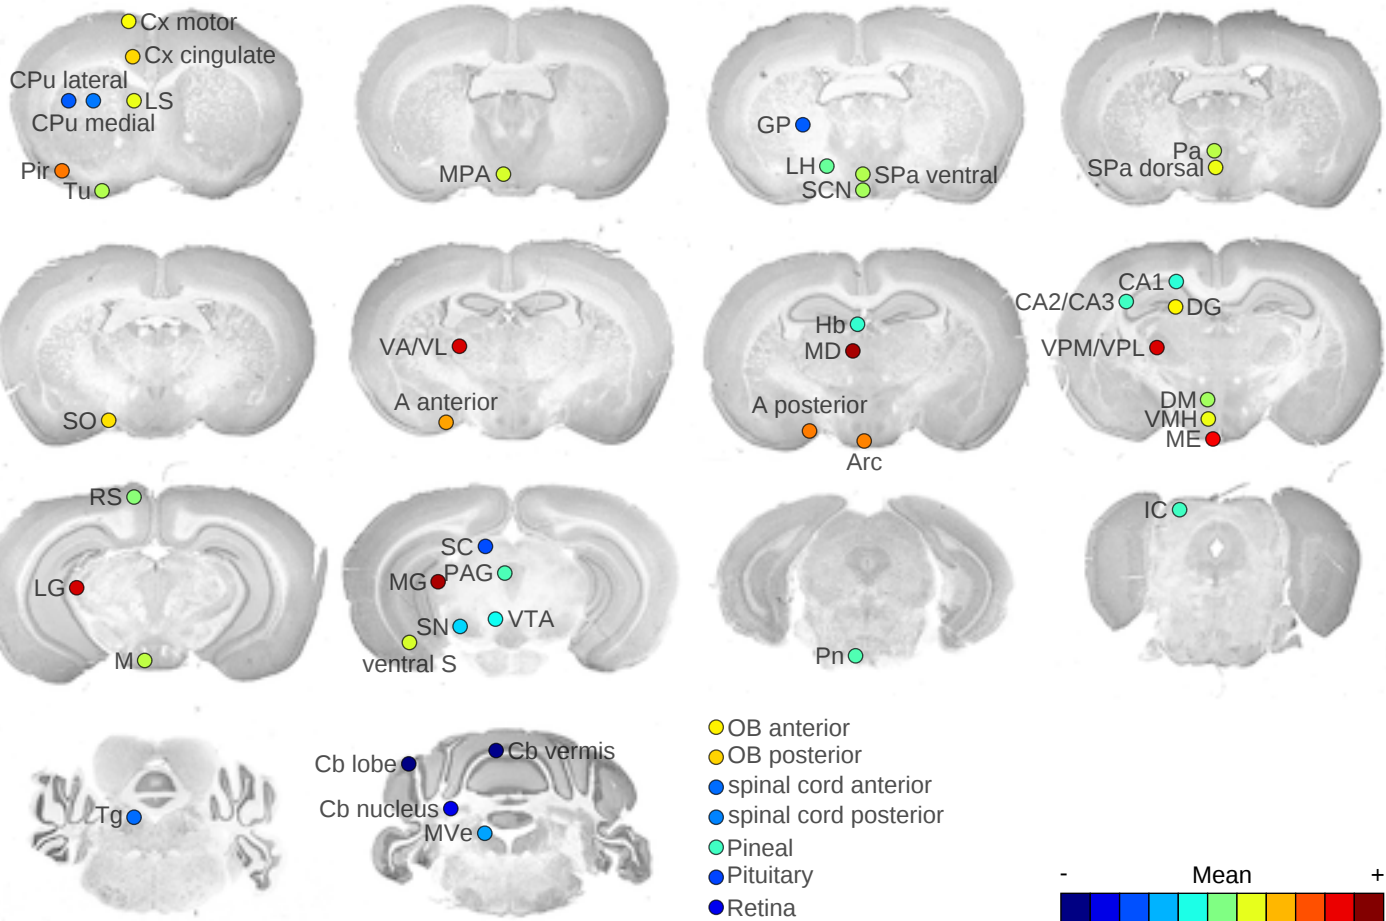 Cx motor
Cx cingulate
CPu lateral
LS
CPu medial
Pir
Tu
MPA
GP
LH
SPa ventral
SCN
Pa
SPa dorsal
SO
VA/VL
A anterior
Hb
MD
A posterior
Arc
CA1
CA2/CA3
DG
VPM/VPL
DM
VMH
ME
RS
LG
M
SC
MG
PAG
SN
VTA
ventral S
Pn
IC
Tg
Cb lobe
Cb vermis
Cb nucleus
MVe
OB anterior
OB posterior
spinal cord anterior
spinal cord posterior
Pineal
Pituitary
Retina
- Mean +